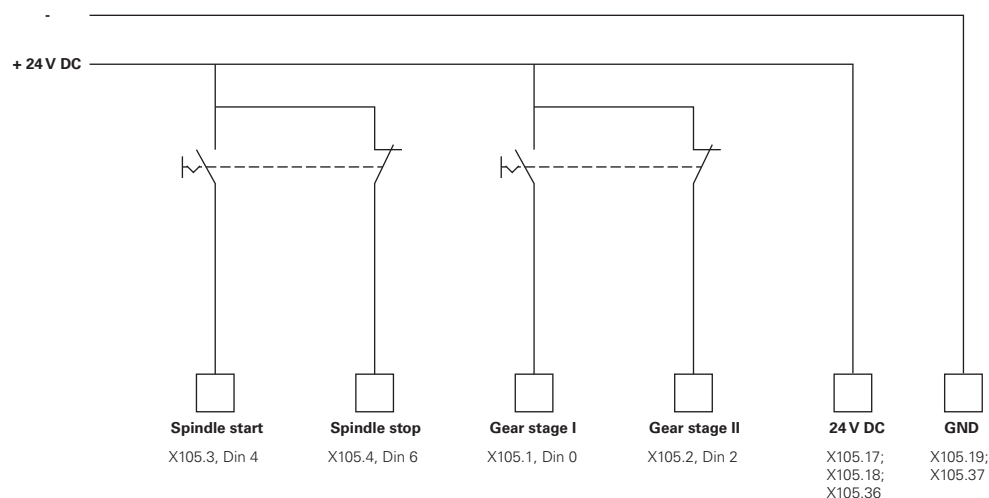 -
+ 24 V DC
Spindle start
Spindle stop
Gear stage I
Gear stage II
24 V DC
GND
X105.3, Din 4
X105.4, Din 6
X105.1, Din 0
X105.2, Din 2
X105.17;
X105.18;
X105.36
X105.19;
X105.37